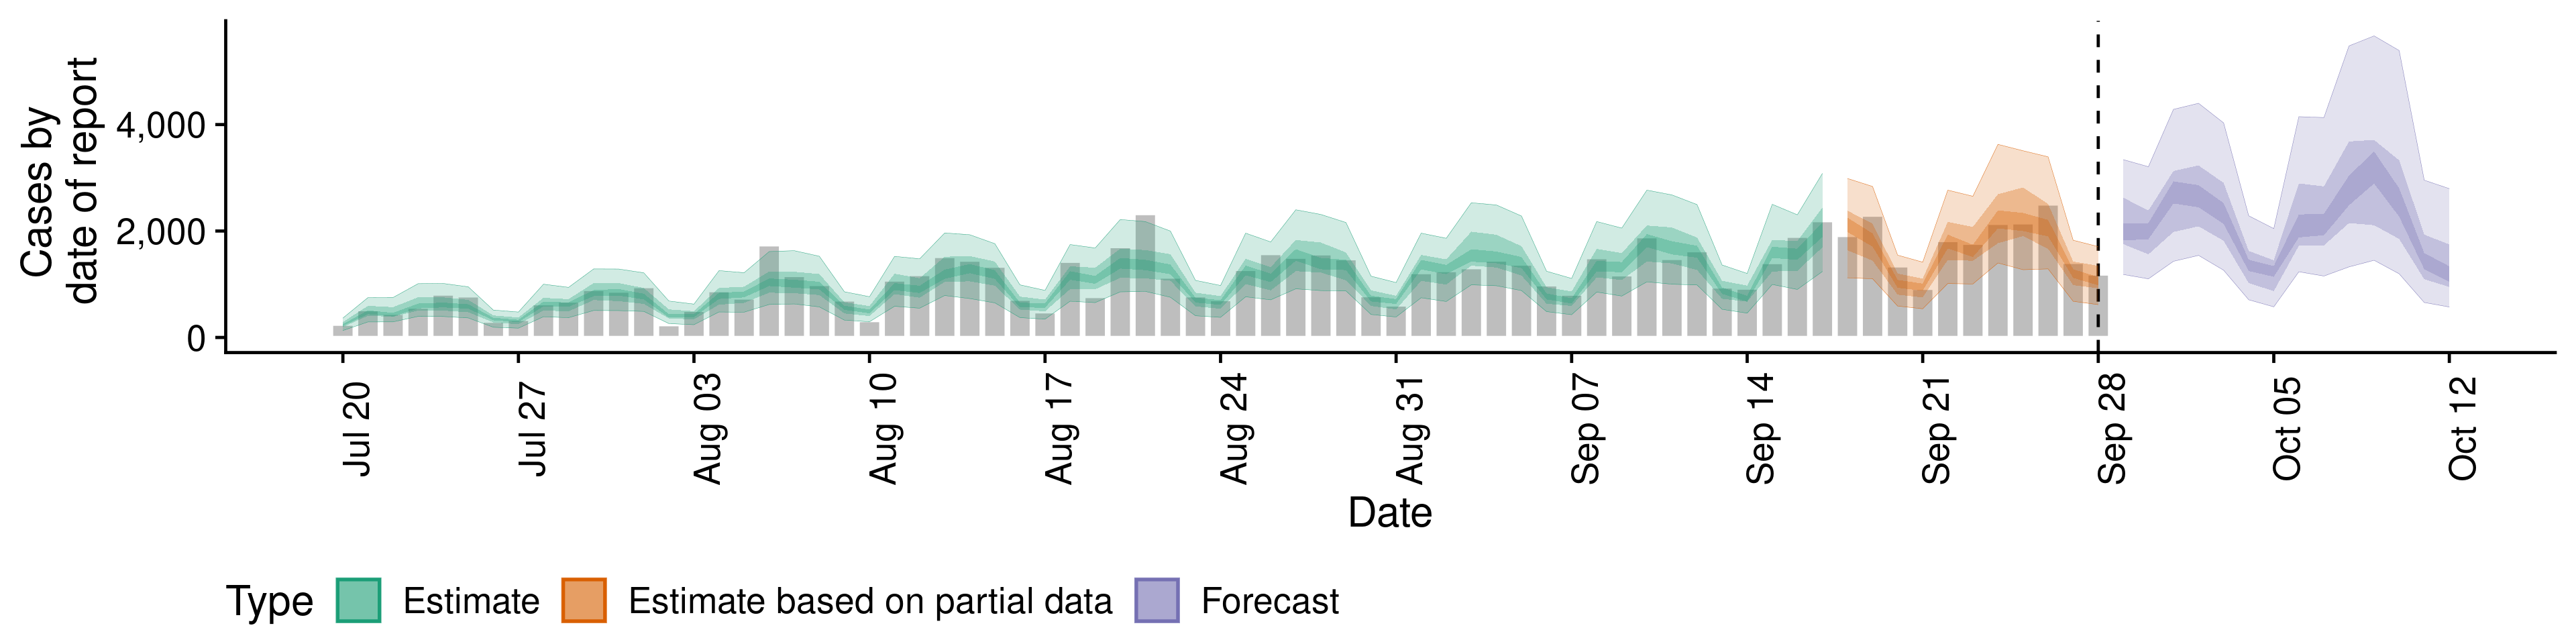 Cases by
date of report
4,000
2,000
0
Jul 20
Jul 27
Aug 03
Aug 10
Aug 17
Aug 24
Aug 31
Sep 07
Sep 14
Sep 21
Sep 28
Oct 05
Oct 12
Date
Type Estimate Estimate based on partial data Forecast